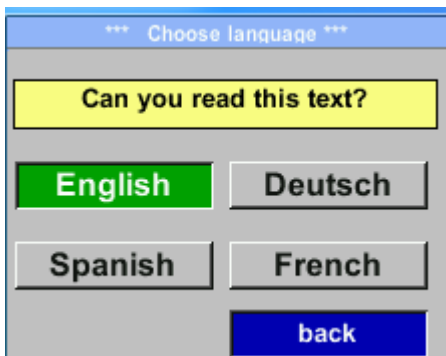 *** Choose language ***
Can you read this text?
English Deutsch
Spanish French
back